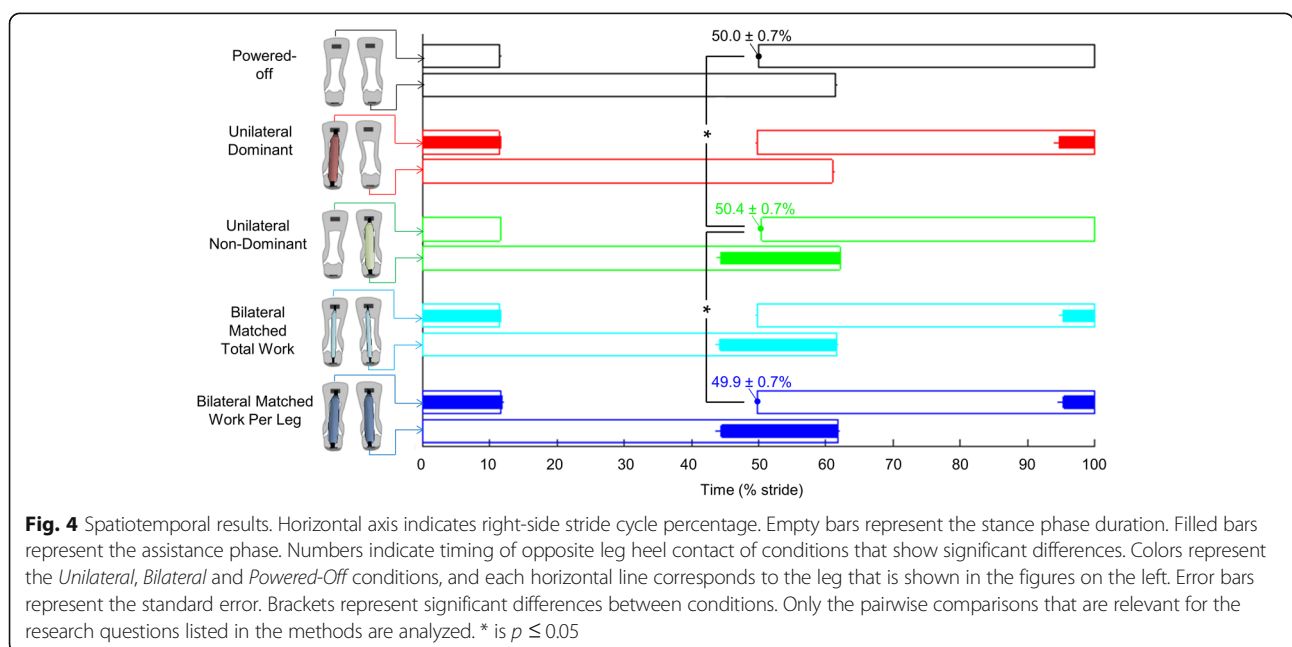 50.0 ± 0.7%
Powered-
off
*
Unilateral
Dominant
50.4 ± 0.7%
Unilateral
Non-Dominant
*
Bilateral
Matched
Total Work
49.9 ± 0.7%
Bilateral Matched
Work Per Leg
0 10 20 30 40 50 60 70 80 90 100
Time (% stride)
Fig. 4 Spatiotemporal results. Horizontal axis indicates right-side stride cycle percentage. Empty bars represent the stance phase duration. Filled bars
represent the assistance phase. Numbers indicate timing of opposite leg heel contact of conditions that show significant differences. Colors represent
the Unilateral, Bilateral and Powered-Off conditions, and each horizontal line corresponds to the leg that is shown in the figures on the left. Error bars
represent the standard error. Brackets represent significant differences between conditions. Only the pairwise comparisons that are relevant for the
research questions listed in the methods are analyzed. * is p ≤ 0.05